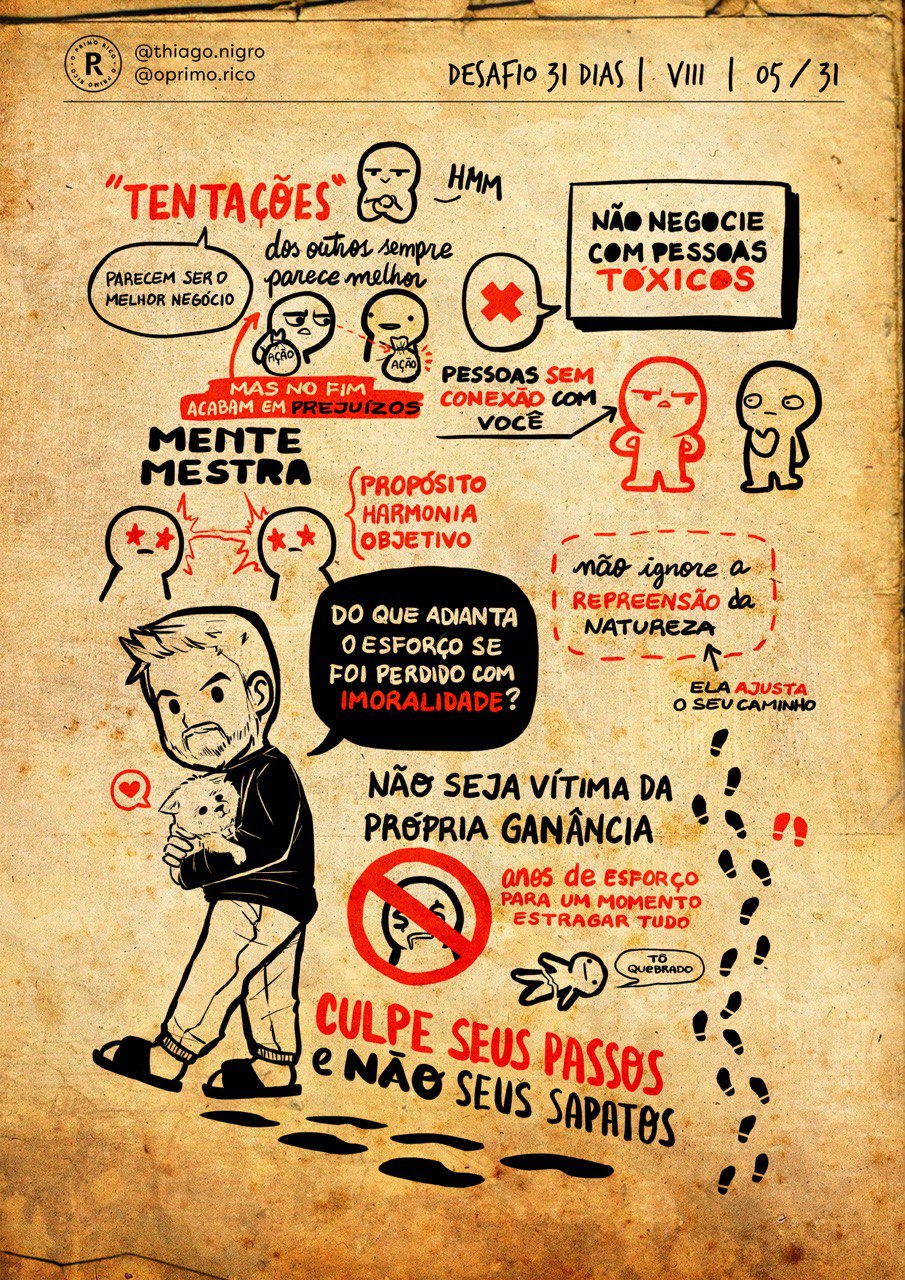 R
O PRIMO RICO • O PRIMO RICO •
@thiago.nigro
@oprimo.rico
DESAFIO 31 DIAS | VIII | 05/31
"TENTAÇÕES"
HMM
dos outros sempre
parece melhor
PARECEM SER O
MELHOR NEGÓCIO
AÇÃO
AÇÃO
MAS NO FIM
ACABAM EM PREJUÍZOS
NÃO NEGOCIE
COM PESSOAS
TÓXICOS
PESSOAS SEM
CONEXÃO COM
VOCÊ
MENTE
MESTRA
PROPÓSITO
HARMONIA
OBJETIVO
não ignore a
REPREENSÃO da
NATUREZA
ELA AJUSTA
O SEU CAMINHO
DO QUE ADIANTA
O ESFORÇO SE
FOI PERDIDO COM
IMORALIDADE?
NÃO SEJA VÍTIMA DA
PRÓPRIA GANÂNCIA
$ $
anos de ESFORÇO
PARA UM MOMENTO
ESTRAGAR TUDO
TÔ
QUEBRADO
CULPE SEUS PASSOS
e NÃO SEUS SAPATOS